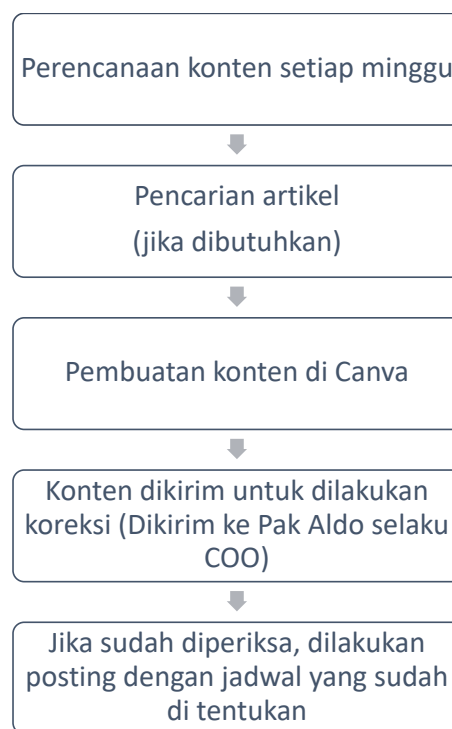 Perencanaan konten setiap minggu
Pencarian artikel
(jika dibutuhkan)
Pembuatan konten di Canva
Konten dikirim untuk dilakukan
koreksi (Dikirim ke Pak Aldo selaku
COO)
Jika sudah diperiksa, dilakukan
posting dengan jadwal yang sudah
di tentukan